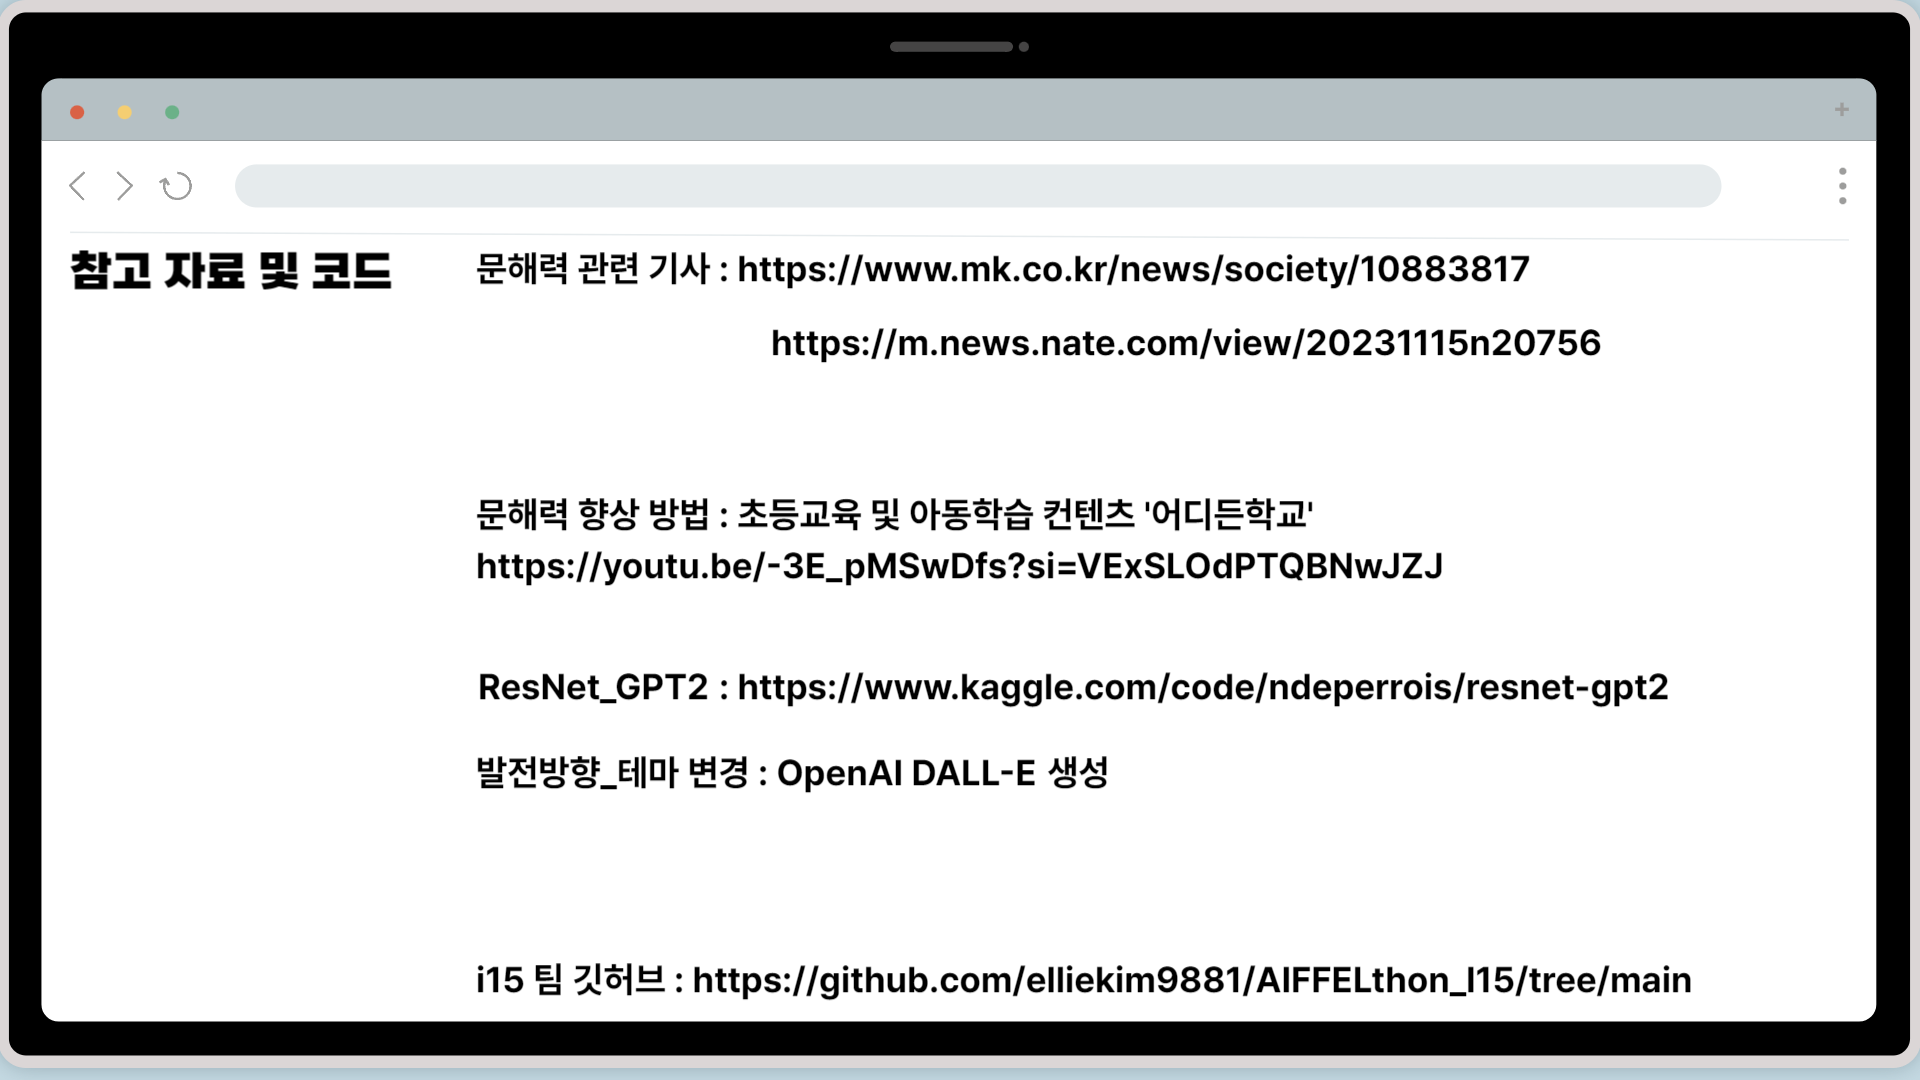 참고 자료 및 코드
문해력 관련 기사 : https://www.mk.co.kr/news/society/10883817
https://m.news.nate.com/view/20231115n20756
문해력 향상 방법 : 초등교육 및 아동학습 컨텐츠 '어디든학교'
https://youtu.be/-3E_pMSwDfs?si=VExSLOdPTQBNwJZJ
ResNet_GPT2 : https://www.kaggle.com/code/ndeperrois/resnet-gpt2
발전방향_테마 변경 : OpenAI DALL-E 생성
i15 팀 깃허브 : https://github.com/elliekim9881/AIFFELthon_I15/tree/main